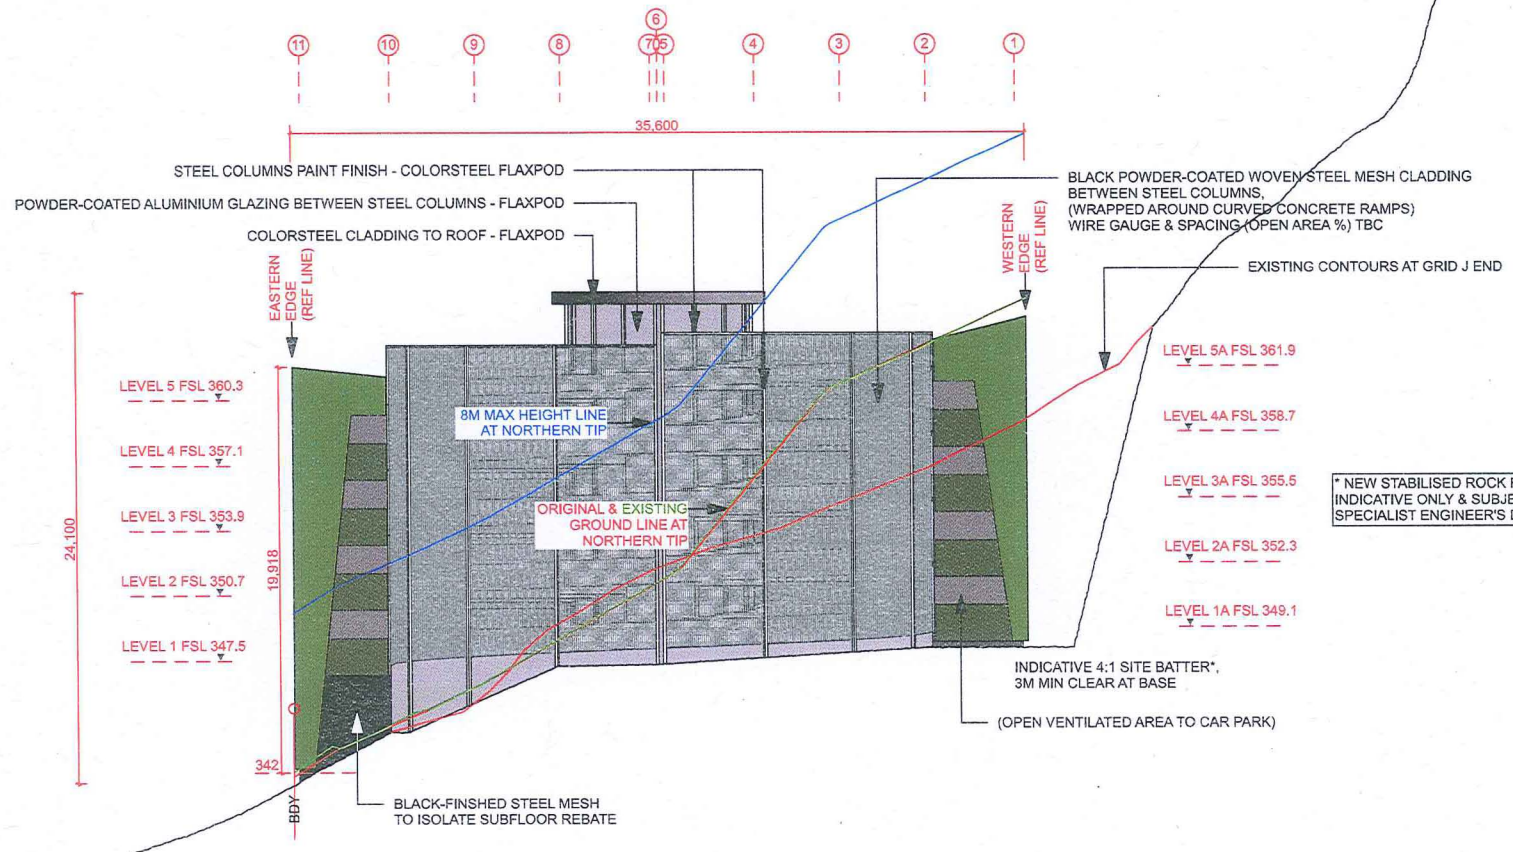 6
11
10
9
8
7
5
4
3
2
1
35,600
STEEL COLUMNS PAINT FINISH - COLORSTEEL FLAXPOD
POWDER-COATED ALUMINIUM GLAZING BETWEEN STEEL COLUMNS - FLAXPOD
COLORSTEEL CLADDING TO ROOF - FLAXPOD
BLACK POWDER-COATED WOVEN STEEL MESH CLADDING
BETWEEN STEEL COLUMNS,
(WRAPPED AROUND CURVED CONCRETE RAMPS)
WIRE GAUGE & SPACING (OPEN AREA %) TBC
EASTERN
EDGE
(REF LINE)
WESTERN
EDGE
(REF LINE)
EXISTING CONTOURS AT GRID J END
LEVEL 5 FSL 360.3
LEVEL 4 FSL 357.1
LEVEL 3 FSL 353.9
LEVEL 2 FSL 350.7
LEVEL 1 FSL 347.5
24,100
19,918
342
BDY
8M MAX HEIGHT LINE
AT NORTHERN TIP
ORIGINAL & EXISTING
GROUND LINE AT
NORTHERN TIP
LEVEL 5A FSL 361.9
LEVEL 4A FSL 358.7
LEVEL 3A FSL 355.5
LEVEL 2A FSL 352.3
LEVEL 1A FSL 349.1
* NEW STABILISED ROCK
INDICATIVE ONLY & SUBJE
SPECIALIST ENGINEER'S
INDICATIVE 4:1 SITE BATTER*,
3M MIN CLEAR AT BASE
(OPEN VENTILATED AREA TO CAR PARK)
BLACK-FINSHED STEEL MESH
TO ISOLATE SUBFLOOR REBATE